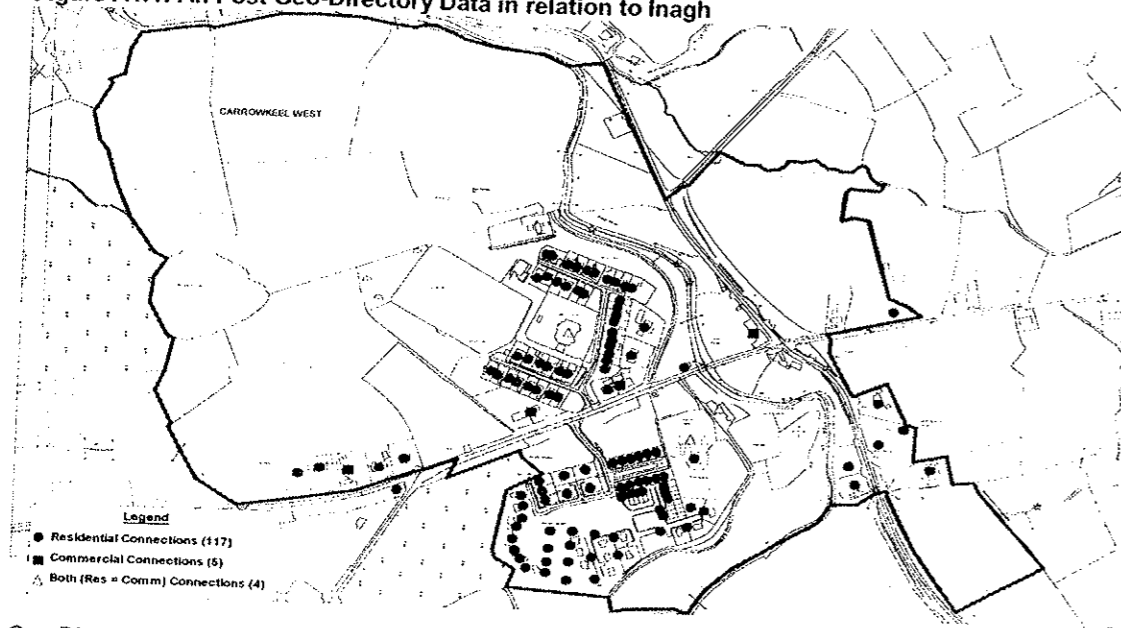 An Post Geo-Directory Data in relation to Inagh
CARROWKEEL WEST
Legend
Residential Connections (117)
Commercial Connections (5)
Both (Res = Comm) Connections (4)